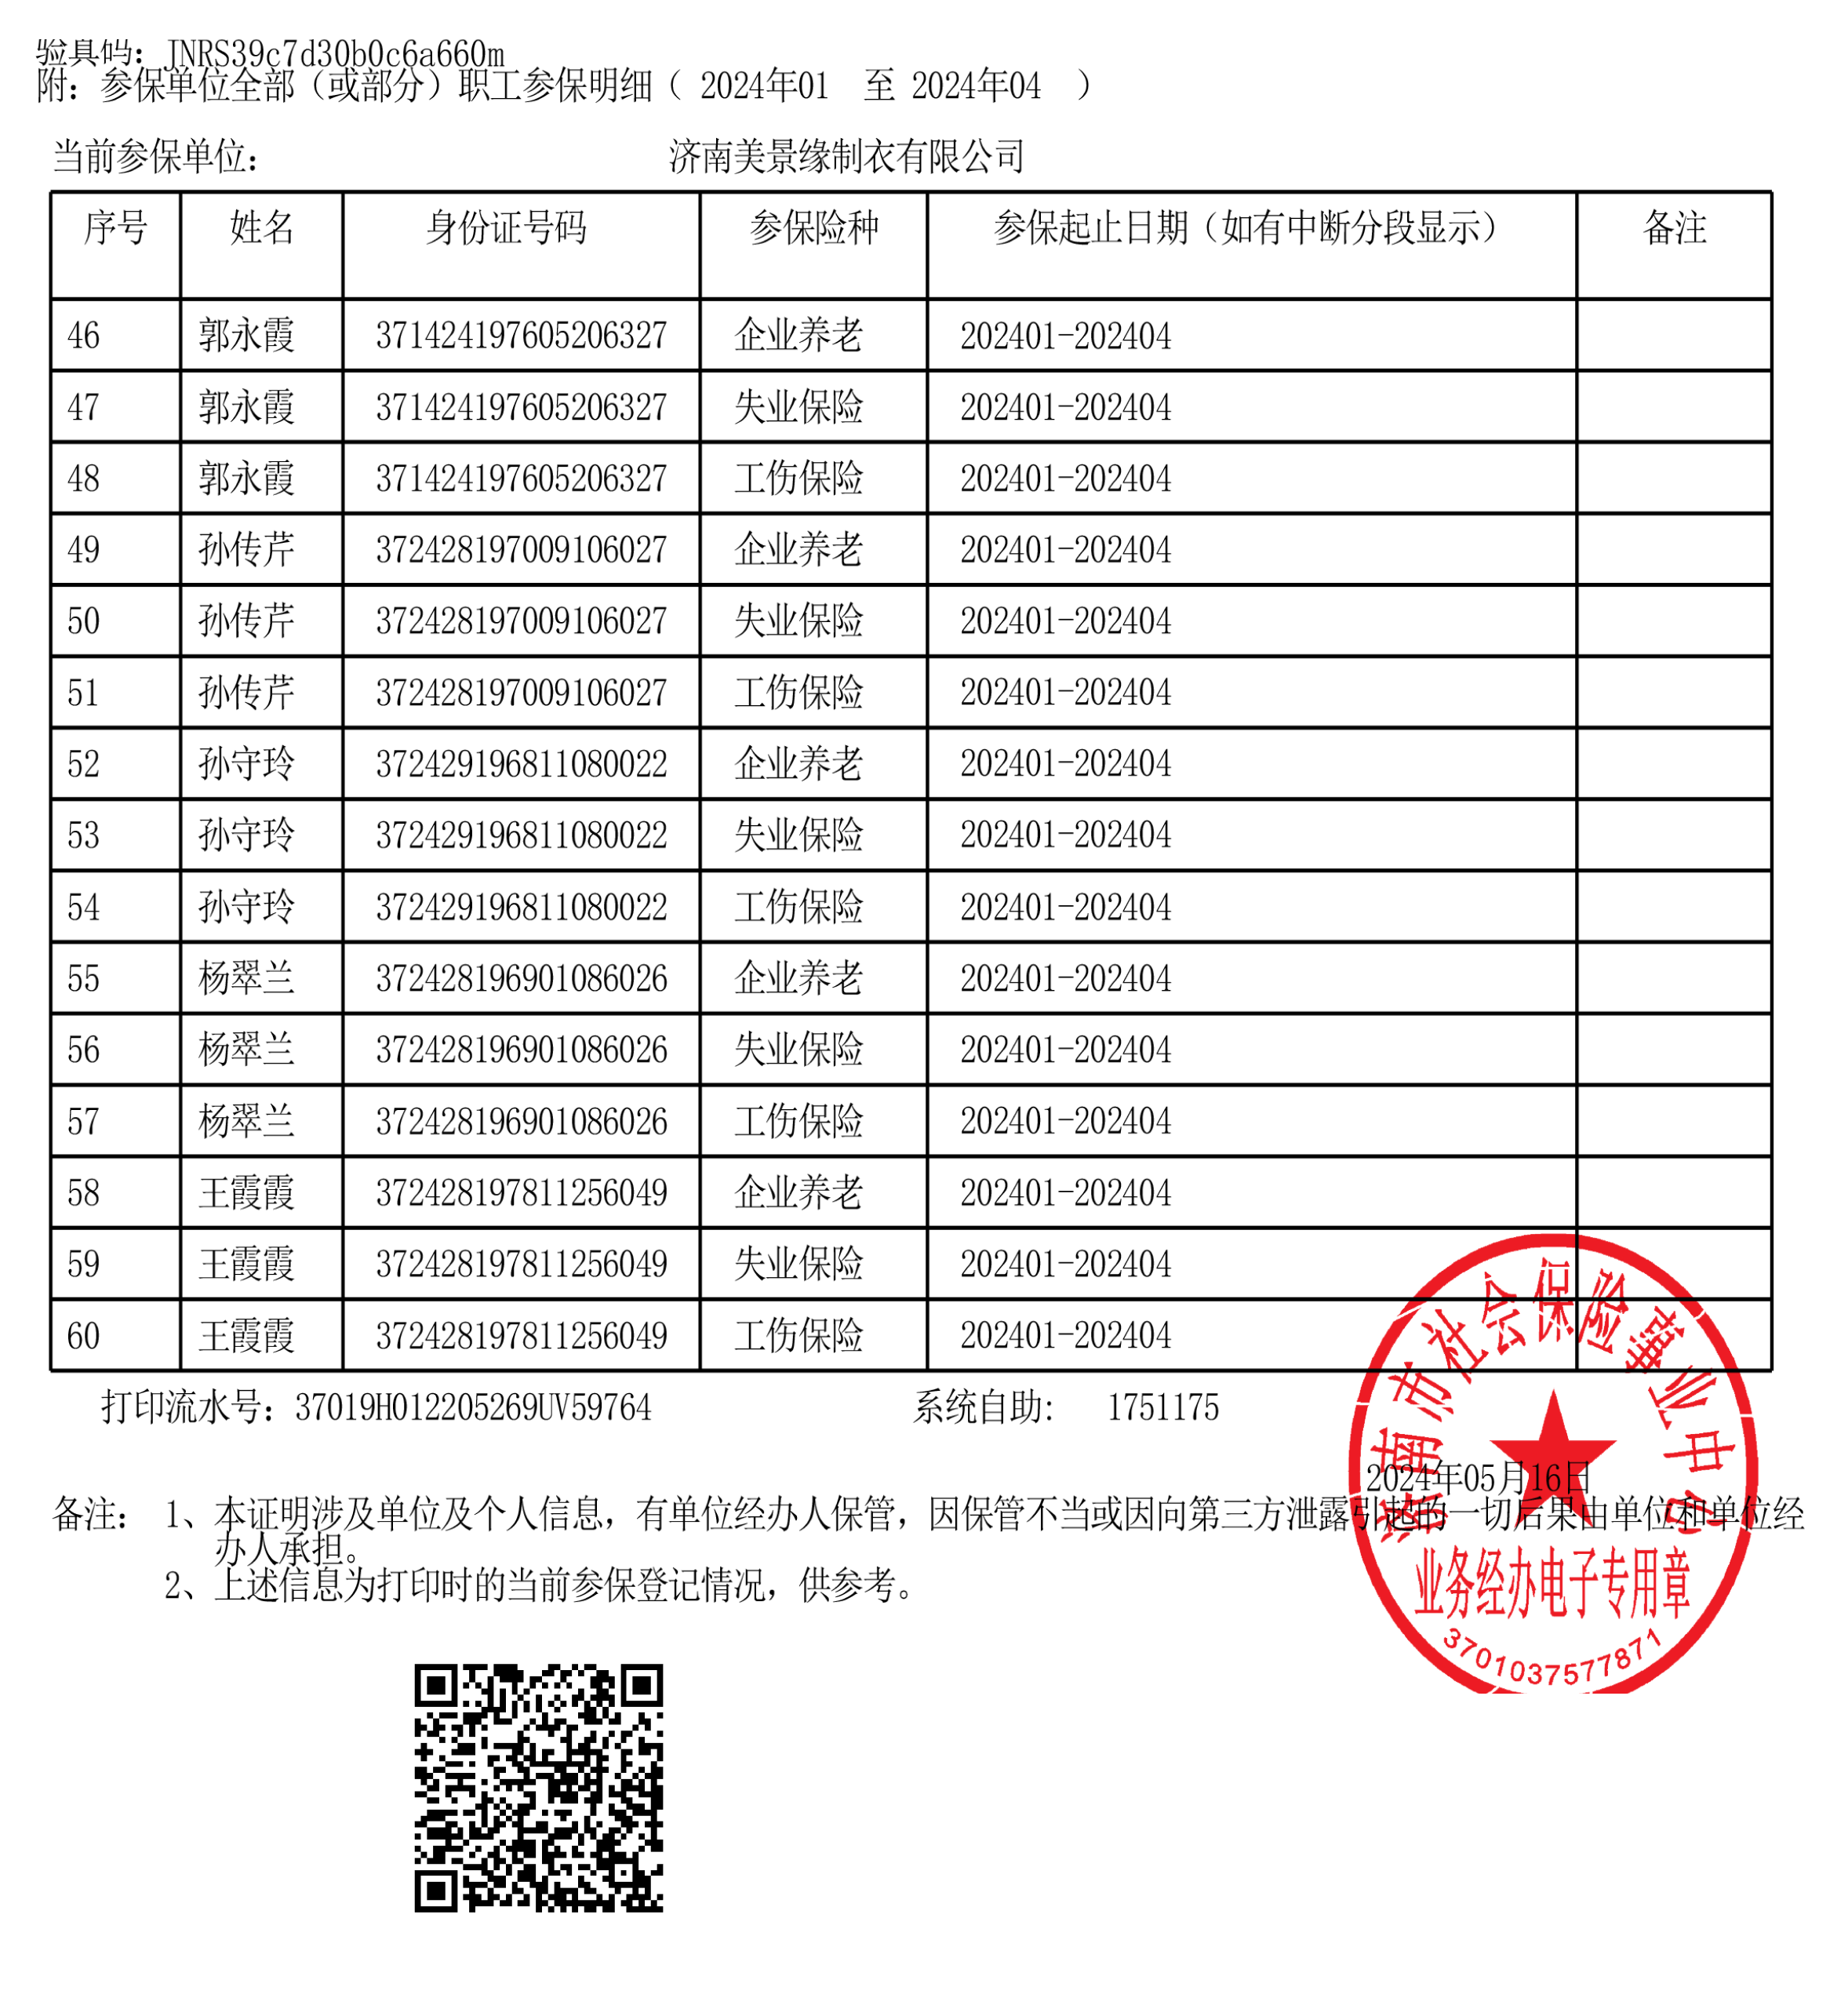 验真码：JNRS39c7d30b0c6a660m
附：参保单位全部（或部分）职工参保明细（ 2024年01 至 2024年04 ）
当前参保单位： 济南美景缘制衣有限公司
序号 姓名 身份证号码 参保险种 参保起止日期（如有中断分段显示） 备注
46 郭永霞 371424197605206327 企业养老 202401-202404
47 郭永霞 371424197605206327 失业保险 202401-202404
48 郭永霞 371424197605206327 工伤保险 202401-202404
49 孙传芹 372428197009106027 企业养老 202401-202404
50 孙传芹 372428197009106027 失业保险 202401-202404
51 孙传芹 372428197009106027 工伤保险 202401-202404
52 孙守玲 372429196811080022 企业养老 202401-202404
53 孙守玲 372429196811080022 失业保险 202401-202404
54 孙守玲 372429196811080022 工伤保险 202401-202404
55 杨翠兰 372428196901086026 企业养老 202401-202404
56 杨翠兰 372428196901086026 失业保险 202401-202404
57 杨翠兰 372428196901086026 工伤保险 202401-202404
58 王霞霞 372428197811256049 企业养老 202401-202404
59 王霞霞 372428197811256049 失业保险 202401-202404
60 王霞霞 372428197811256049 工伤保险 202401-202404
打印流水号：37019H012205269UV59764 系统自助： 1751175
2024年05月16日
备注： 1、本证明涉及单位及个人信息，有单位经办人保管，因保管不当或因向第三方泄露引起的一切后果由单位和单位经
办人承担。
2、上述信息为打印时的当前参保登记情况，供参考。
济南市社会保险事业中心
业务经办电子专用章
3701037577871